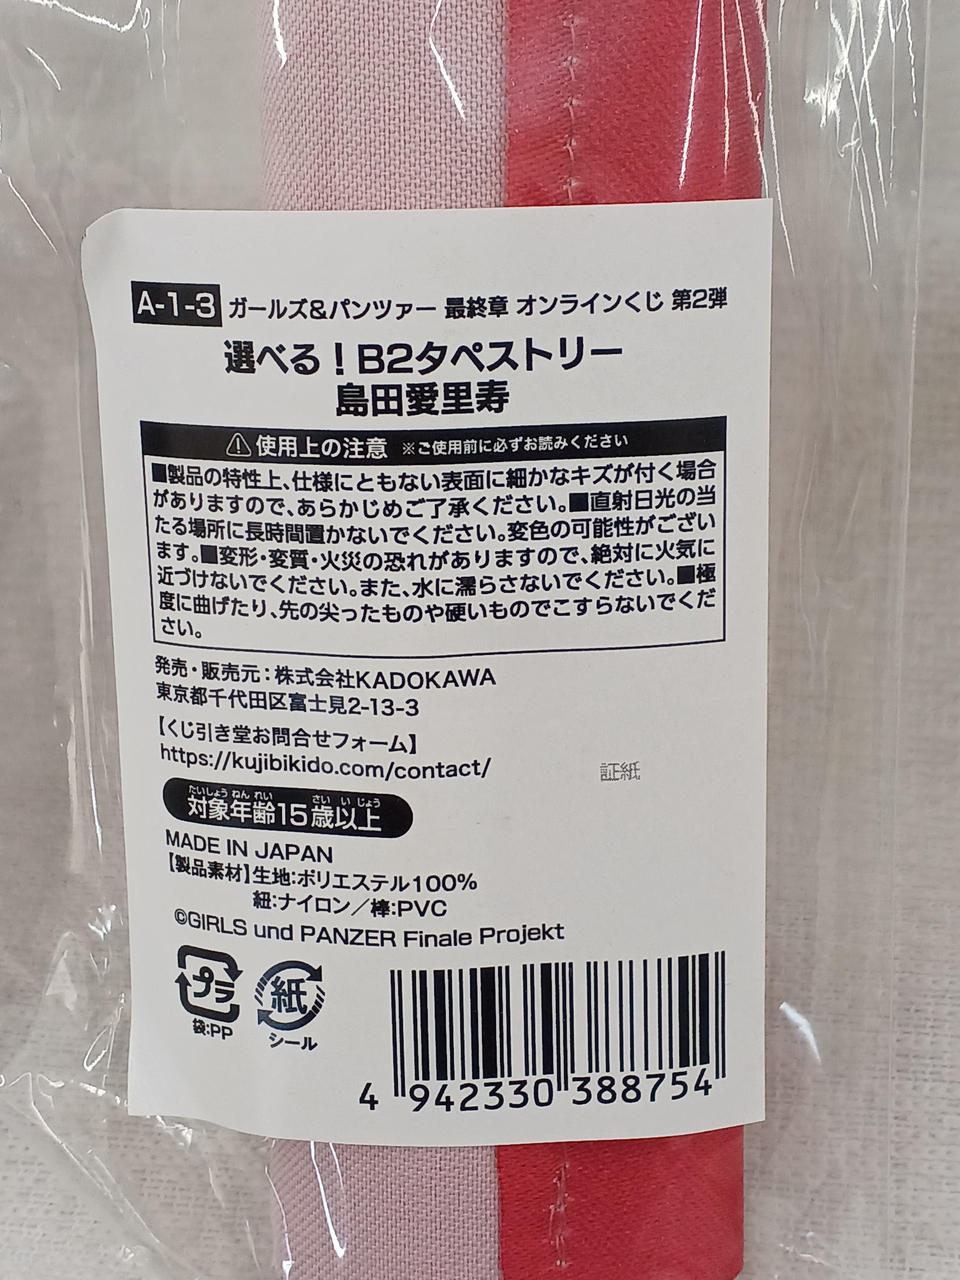 A-1-3 ガールズ&パンツァー 最終章 オンラインくじ 第2弾
選べる！B2タペストリー
島田愛里寿
⚠使用上の注意 ※ご使用前に必ずお読みください
■製品の特性上、仕様にともない表面に細かなキズが付く場合
がありますので、あらかじめご了承ください。■直射日光の当
たる場所に長時間置かないでください。変色の可能性がござい
ます。■変形・変質・火災の恐れがありますので、絶対に火気に
近づけないでください。また、水に濡らさないでください。■極
度に曲げたり、先の尖ったものや硬いものでこすらないでくだ
さい。
発売・販売元：株式会社KADOKAWA
東京都千代田区富士見2-13-3
【くじ引き堂お問合せフォーム】
https://kujibikido.com/contact/
証紙
たいしょう ねん れい さい い じょう
対象年齢15歳以上
MADE IN JAPAN
【製品素材】生地：ポリエステル100%
紐：ナイロン／棒：PVC
©GIRLS und PANZER Finale Projekt
プラ
袋：PP
紙
シール
4 942330 388754